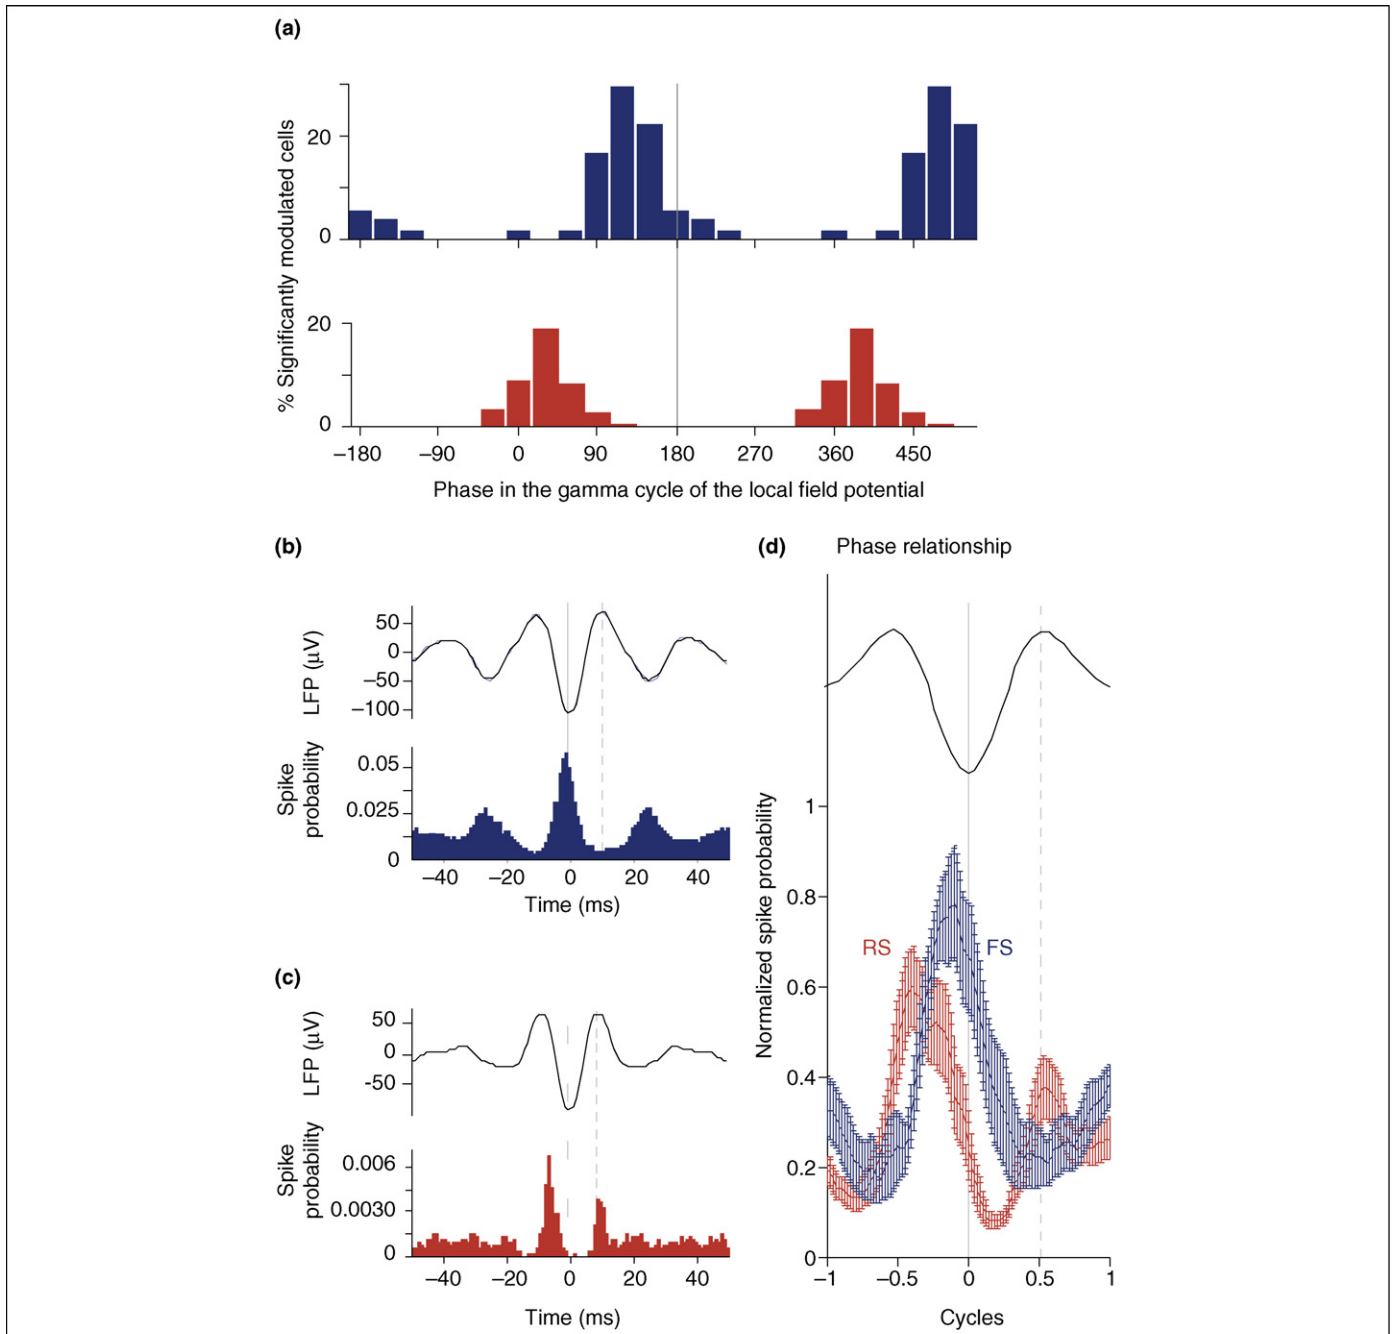 (a)
% Significantly modulated cells
20
0
20
0
−180 −90 0 90 180 270 360 450
Phase in the gamma cycle of the local field potential
(b)
LFP (μV)
50
0
−50
−100
Spike
probability
0.05
0.025
0
−40 −20 0 20 40
Time (ms)
(c)
LFP (μV)
50
0
−50
Spike
probability
0.006
0.0030
0
−40 −20 0 20 40
Time (ms)
(d) Phase relationship
Normalized spike probability
1
0.8
0.6
0.4
0.2
0
RS FS
−1 −0.5 0 0.5 1
Cycles